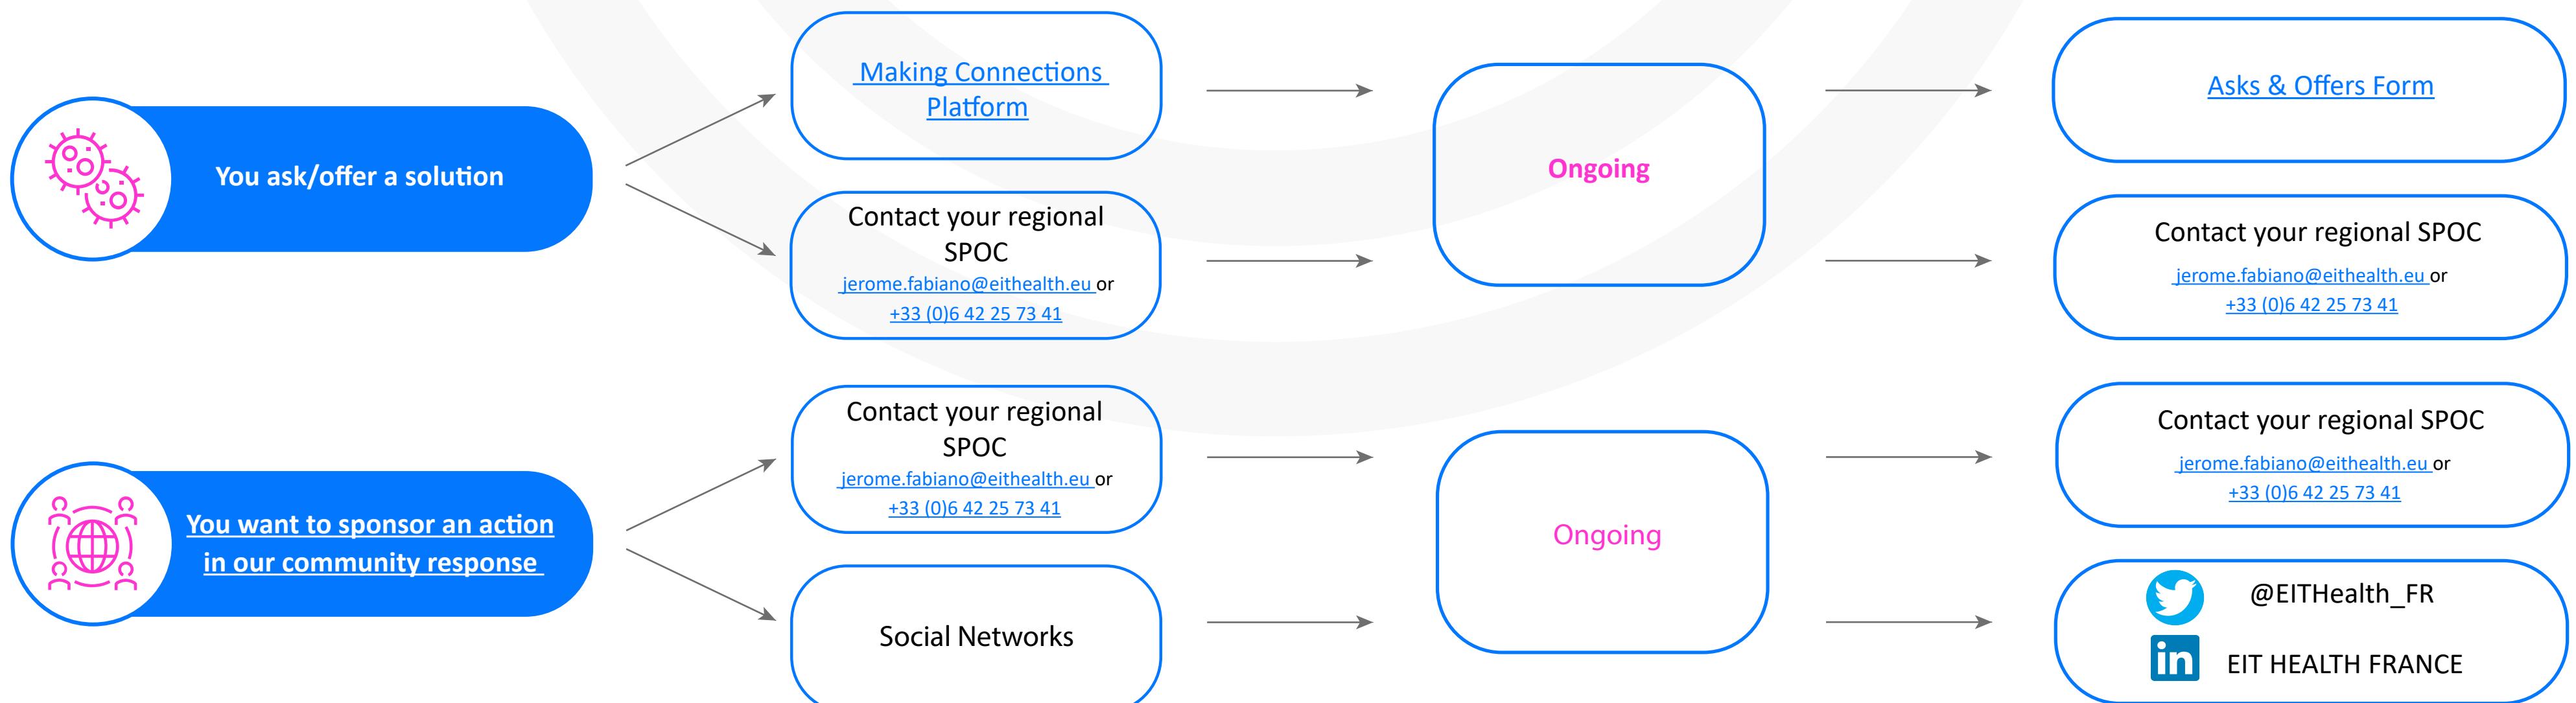 You ask/offer a solution
Making Connections
Platform
Contact your regional
SPOC
jerome.fabiano@eithealth.eu or
+33 (0)6 42 25 73 41
Ongoing
Asks & Offers Form
Contact your regional SPOC
jerome.fabiano@eithealth.eu or
+33 (0)6 42 25 73 41
You want to sponsor an action
in our community response
Contact your regional
SPOC
jerome.fabiano@eithealth.eu or
+33 (0)6 42 25 73 41
Social Networks
Ongoing
Contact your regional SPOC
jerome.fabiano@eithealth.eu or
+33 (0)6 42 25 73 41
@EITHealth_FR
in EIT HEALTH FRANCE